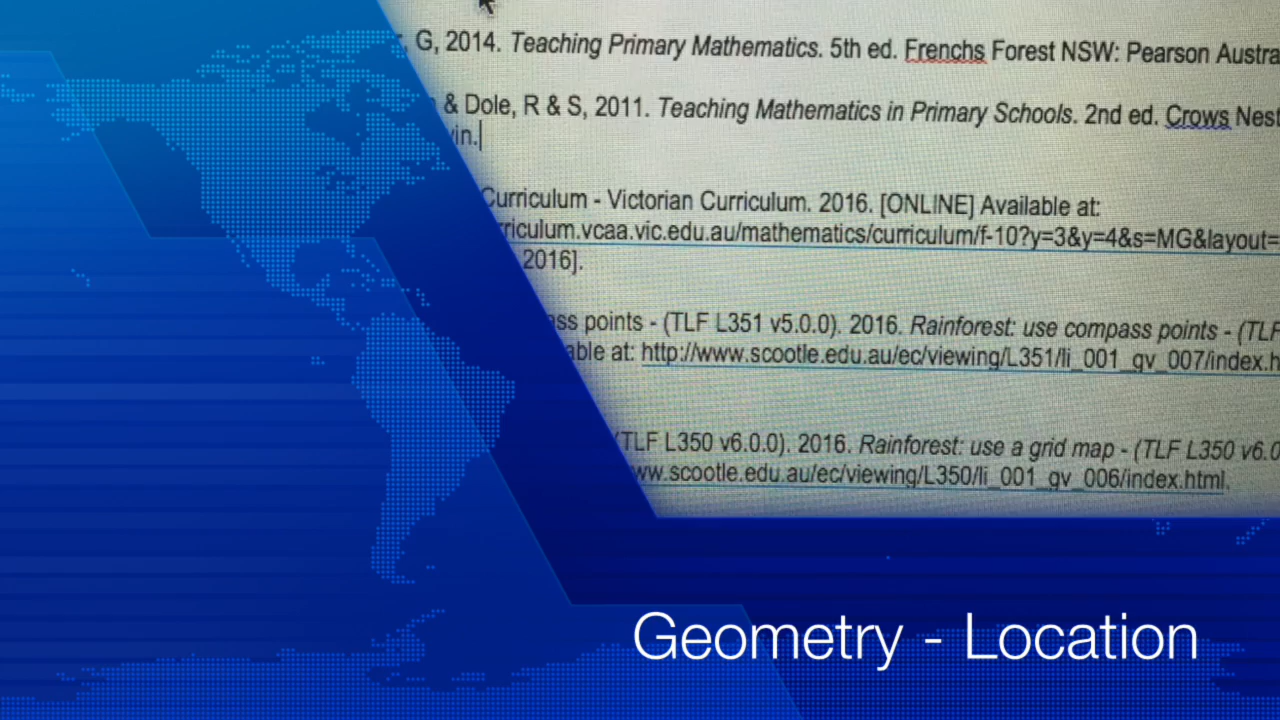 G, 2014. Teaching Primary Mathematics. 5th ed. Frenchs Forest NSW: Pearson
& Dole, R & S, 2011. Teaching Mathematics in Primary Schools. 2nd ed. Crows Nest
vin.
Curriculum - Victorian Curriculum. 2016. [ONLINE] Available at:
rriculum.vcaa.vic.edu.au/mathematics/curriculum/f-10?y=3&y=4&s=MG&layout=
2016].
ass points - (TLF L351 v5.0.0). 2016. Rainforest: use compass points - (TLF
able at: http://www.scootle.edu.au/ec/viewing/L351/li_001_gv_007/index.h
(TLF L350 v6.0.0). 2016. Rainforest: use a grid map - (TLF L350 v6.0
ww.scootle.edu.au/ec/viewing/L350/li_001_gv_006/index.html.
Geometry - Location